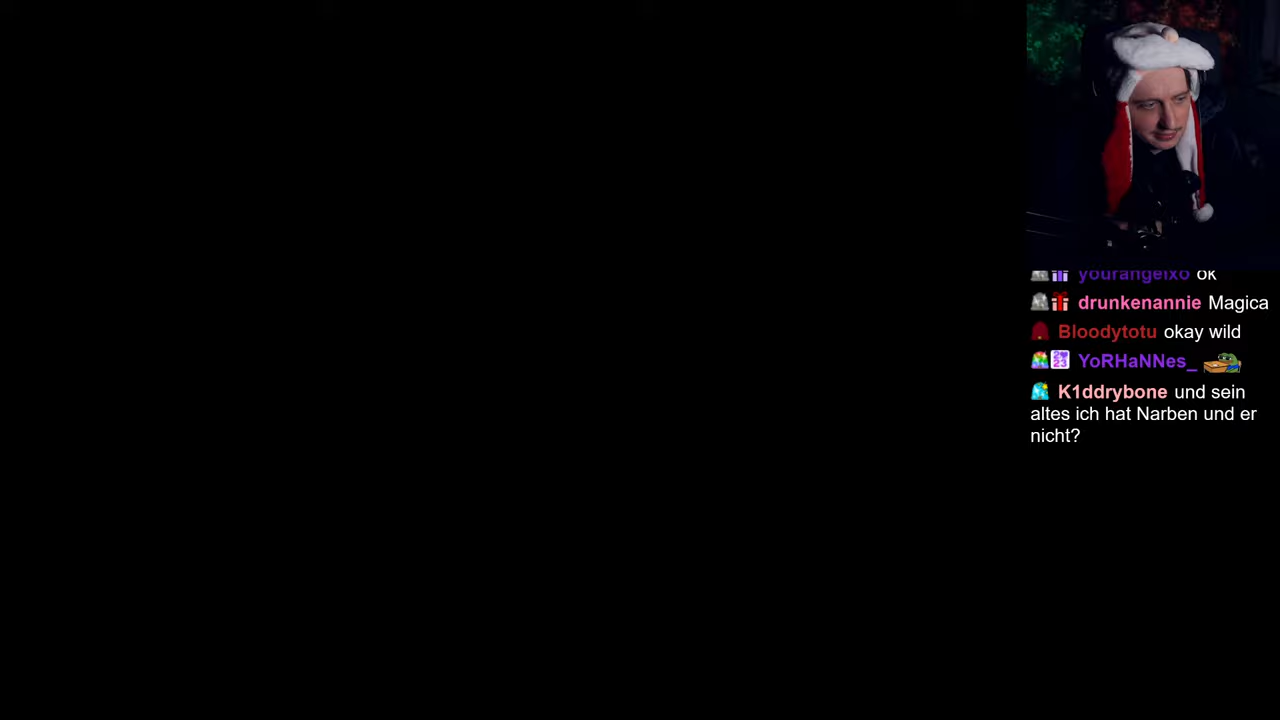 yourangelxo ok
drunkenannie Magica
Bloodytotu okay wild
YoRHaNNes_
K1ddrybone und sein
altes ich hat Narben und er
nicht?